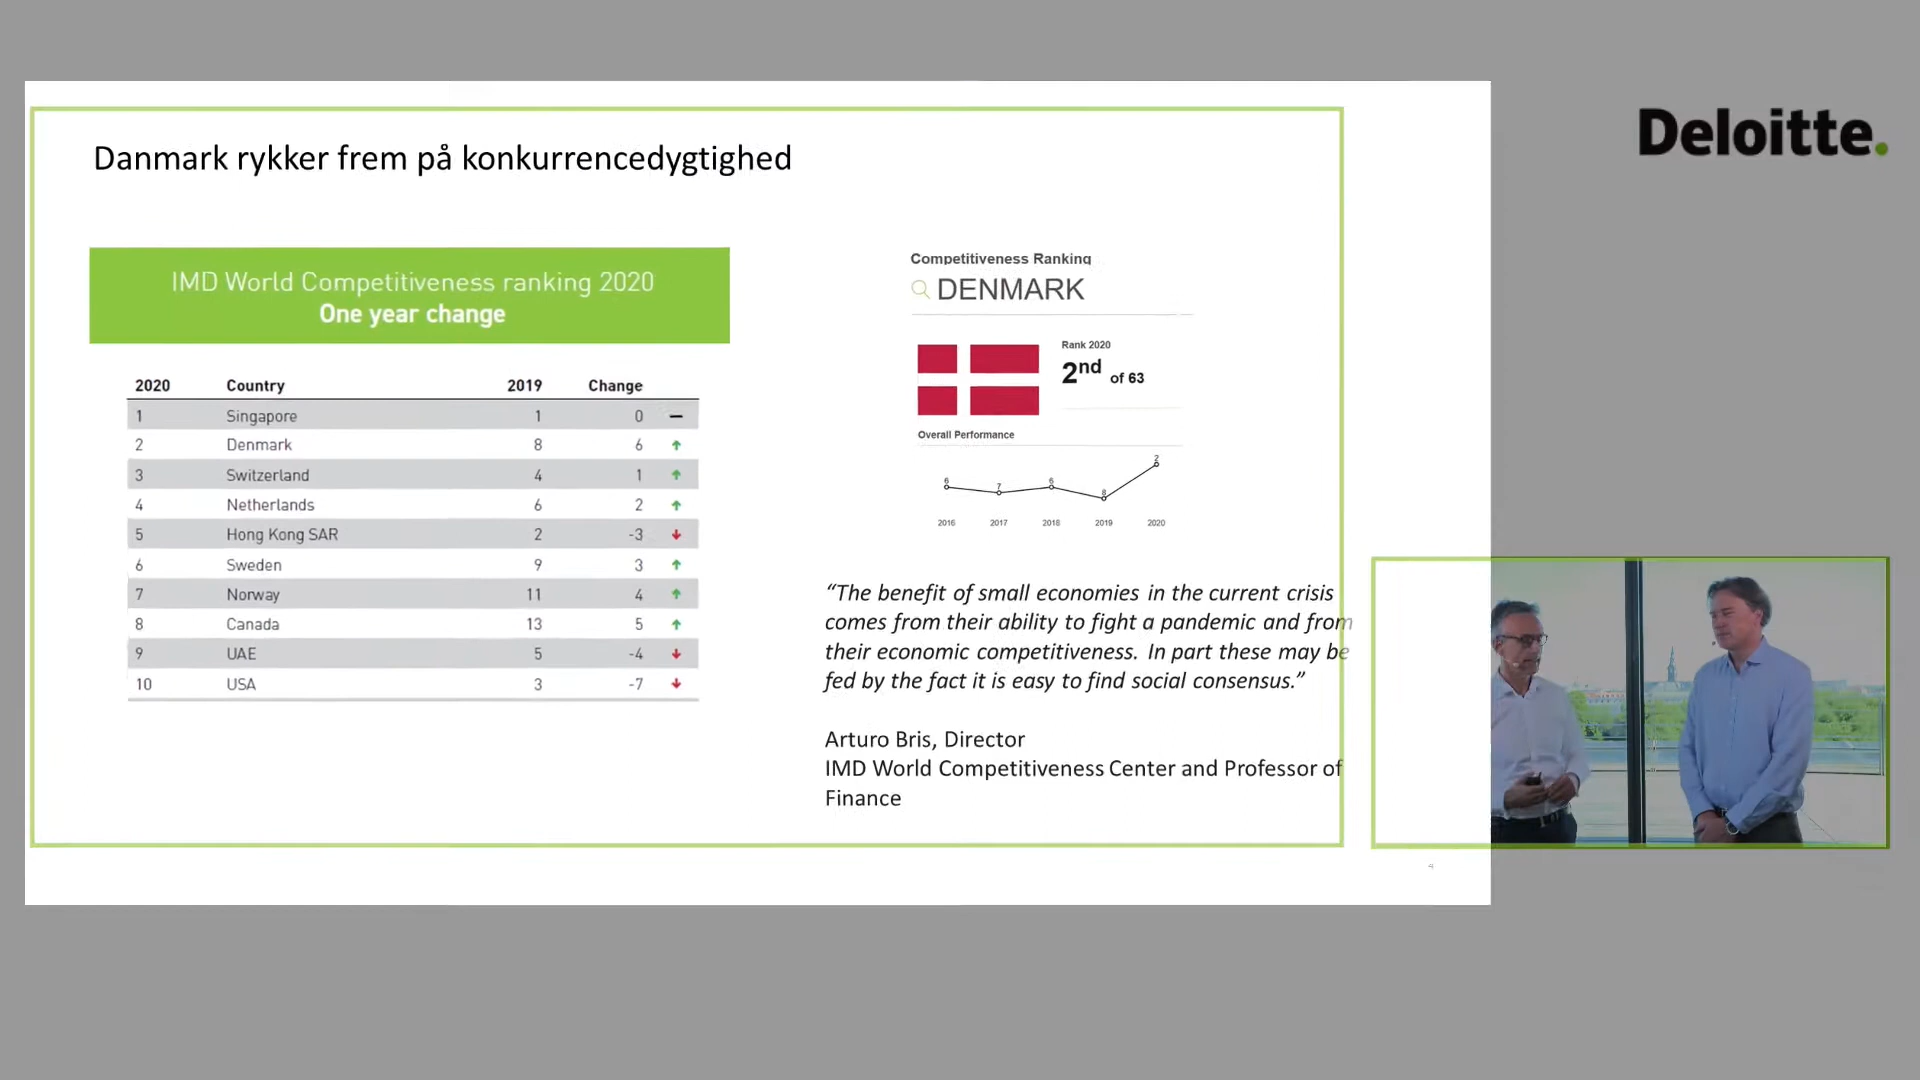 Deloitte.
Danmark rykker frem på konkurrencedygtighed
IMD World Competitiveness ranking 2020
One year change
2020 Country 2019 Change
1 Singapore 1 0 –
2 Denmark 8 6 ↑
3 Switzerland 4 1 ↑
4 Netherlands 6 2 ↑
5 Hong Kong SAR 2 -3 ↓
6 Sweden 9 3 ↑
7 Norway 11 4 ↑
8 Canada 13 5 ↑
9 UAE 5 -4 ↓
10 USA 3 -7 ↓
Competitiveness Ranking
DENMARK
Rank 2020
2nd of 63
Overall Performance
6 7 6 8 2
2016 2017 2018 2019 2020
“The benefit of small economies in the current crisis
comes from their ability to fight a pandemic and from
their economic competitiveness. In part these may be
fed by the fact it is easy to find social consensus.”
Arturo Bris, Director
IMD World Competitiveness Center and Professor of
Finance
4